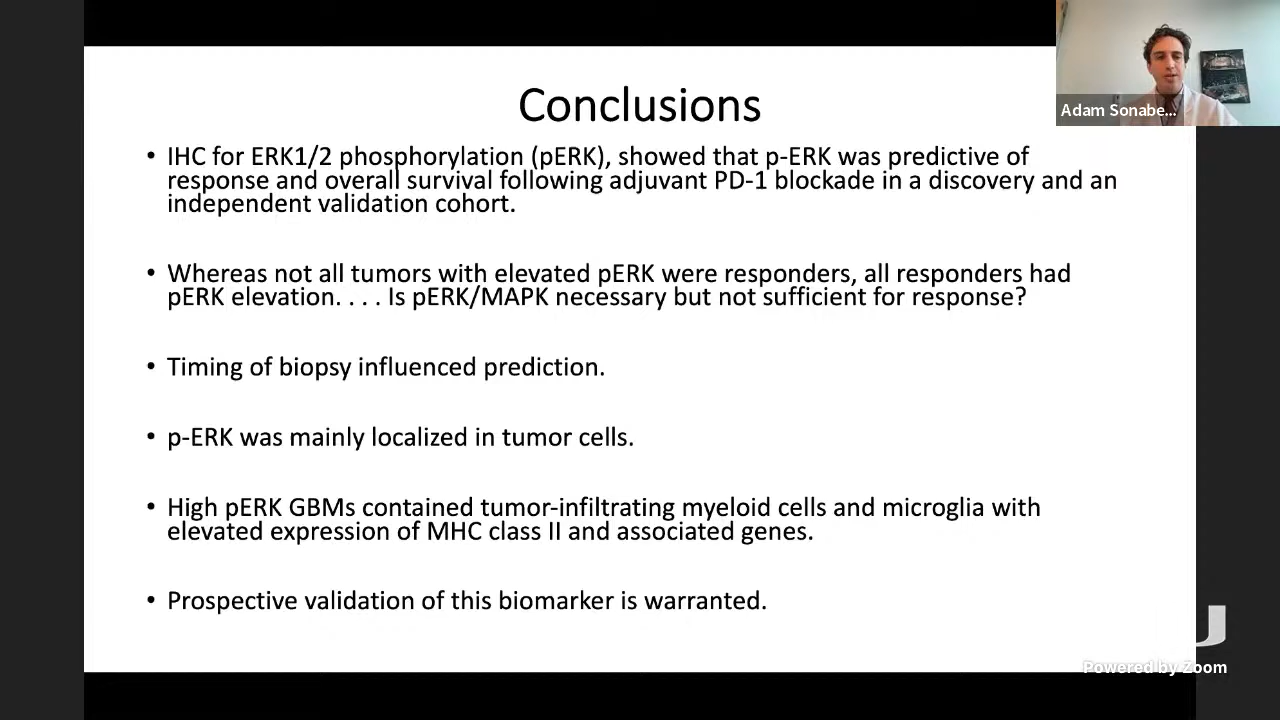 Conclusions
Adam Sonabe...
• IHC for ERK1/2 phosphorylation (pERK), showed that p-ERK was predictive of
response and overall survival following adjuvant PD-1 blockade in a discovery and an
independent validation cohort.
• Whereas not all tumors with elevated pERK were responders, all responders had
pERK elevation. . . . Is pERK/MAPK necessary but not sufficient for response?
• Timing of biopsy influenced prediction.
• p-ERK was mainly localized in tumor cells.
• High pERK GBMs contained tumor-infiltrating myeloid cells and microglia with
elevated expression of MHC class II and associated genes.
• Prospective validation of this biomarker is warranted.
Powered by Zoom